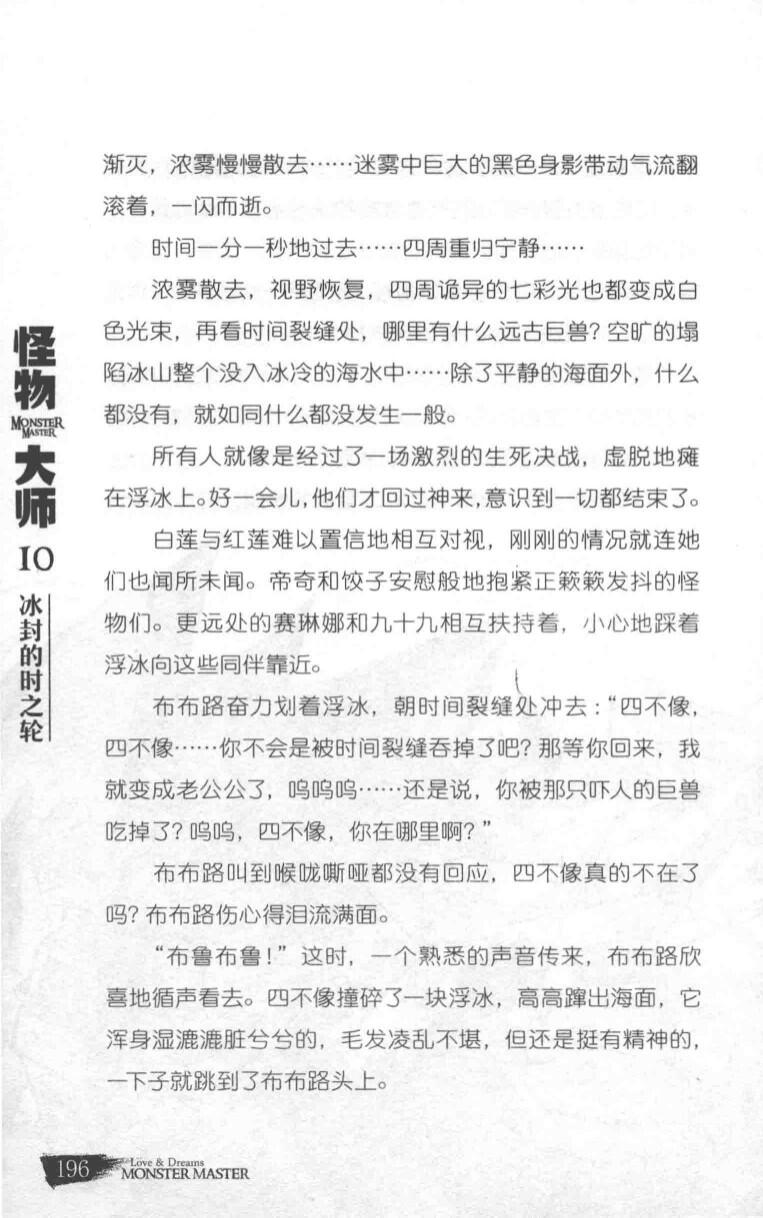 渐灭，浓雾慢慢散去……迷雾中巨大的黑色身影带动气流翻
滚着，一闪而逝。
时间一分一秒地过去……四周重归宁静……
浓雾散去，视野恢复，四周诡异的七彩光也都变成白
色光束，再看时间裂缝处，哪里有什么远古巨兽？空旷的塌
陷冰山整个没入冰冷的海水中……除了平静的海面外，什么
都没有，就如同什么都没发生一般。
所有人就像是经过了一场激烈的生死决战，虚脱地瘫
在浮冰上。好一会儿，他们才回过神来，意识到一切都结束了。
白莲与红莲难以置信地相互对视，刚刚的情况就连她
们也闻所未闻。帝奇和饺子安慰般地抱紧正簌簌发抖的怪
物们。更远处的赛琳娜和九十九相互扶持着，小心地踩着
浮冰向这些同伴靠近。
布布路奋力划着浮冰，朝时间裂缝处冲去：“四不像，
四不像……你不会是被时间裂缝吞掉了吧？那等你回来，我
就变成老公公了，呜呜呜……还是说，你被那只吓人的巨兽
吃掉了？呜呜，四不像，你在哪里啊？”
布布路叫到喉咙嘶哑都没有回应，四不像真的不在了
吗？布布路伤心得泪流满面。
“布鲁布鲁！”这时，一个熟悉的声音传来，布布路欣
喜地循声看去。四不像撞碎了一块浮冰，高高蹿出海面，它
浑身湿漉漉脏兮兮的，毛发凌乱不堪，但还是挺有精神的，
一下子就跳到了布布路头上。
怪物
MONSTER
MASTER
大师
10
冰封的时之轮
196
Love & Dreams
MONSTER MASTER